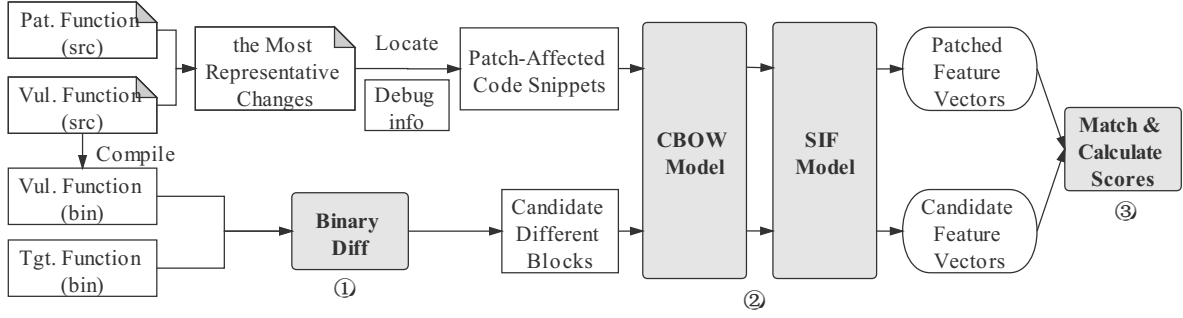 Pat. Function
(src)
Vul. Function
(src)
Compile
Vul. Function
(bin)
Tgt. Function
(bin)
the Most
Representative
Changes
Locate
Debug
info
Patch-Affected
Code Snippets
Binary
Diff
①
Candidate
Different
Blocks
CBOW
Model
SIF
Model
②
Patched
Feature
Vectors
Candidate
Feature
Vectors
Match &
Calculate
Scores
③